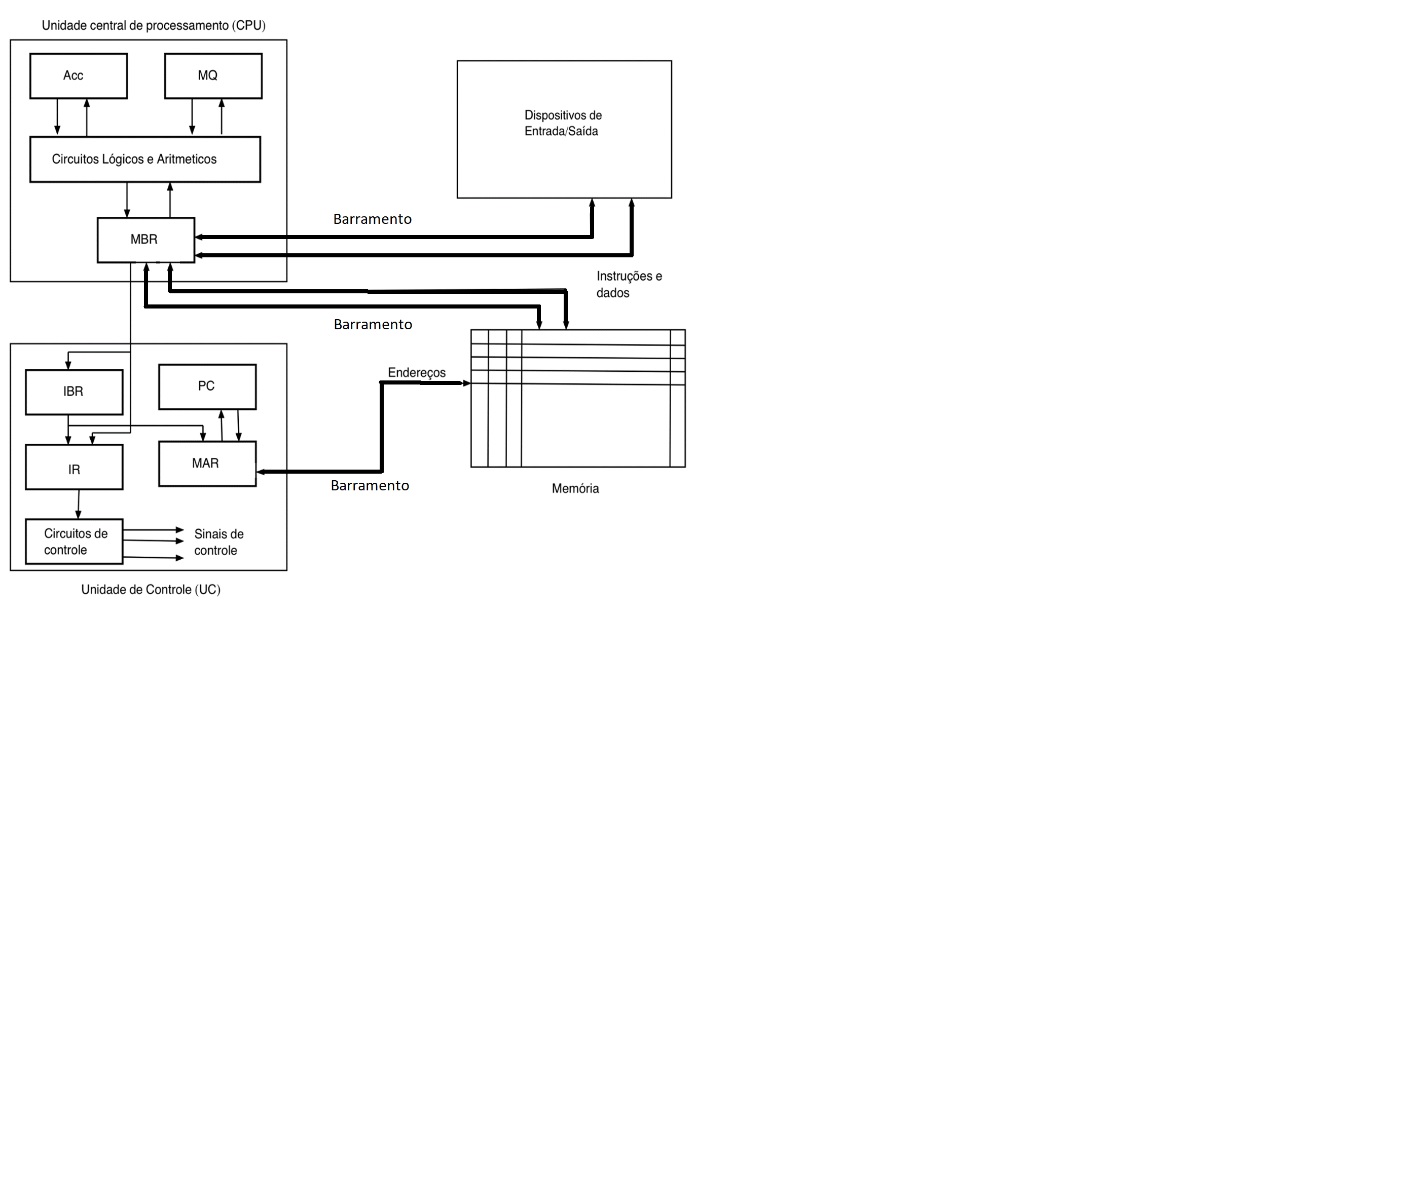 Unidade central de processamento (CPU)
Acc
MQ
Circuitos Lógicos e Aritmeticos
MBR
Dispositivos de
Entrada/Saída
Barramento
Instruções e
dados
Barramento
Endereços
Memória
Barramento
IBR
PC
IR
MAR
Circuitos de
controle
Sinais de
controle
Unidade de Controle (UC)